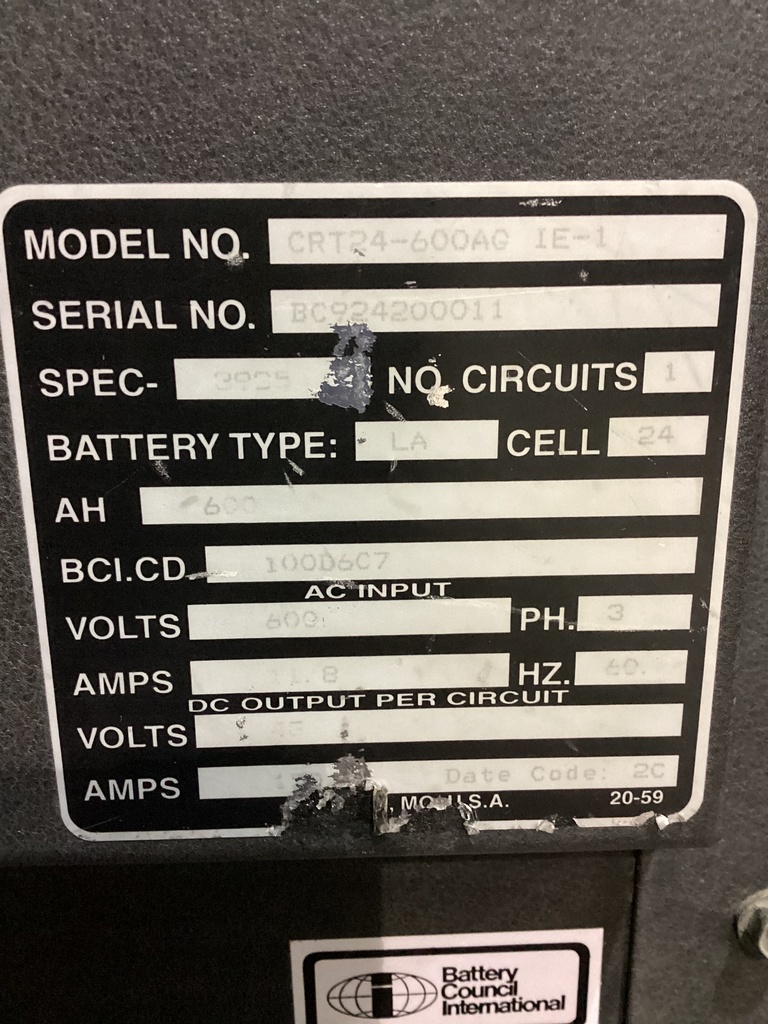 MODEL NO. CRT24-600AG IE-1
SERIAL NO. BC924200011
SPEC- NO. CIRCUITS 1
BATTERY TYPE: LA CELL 24
AH 600
BCI.CD. 100D6C7
AC INPUT
VOLTS 600 PH. 3
AMPS HZ. 60.
DC OUTPUT PER CIRCUIT
VOLTS
AMPS Date Code: 2C
, MO. U.S.A. 20-59
Battery
Council
International